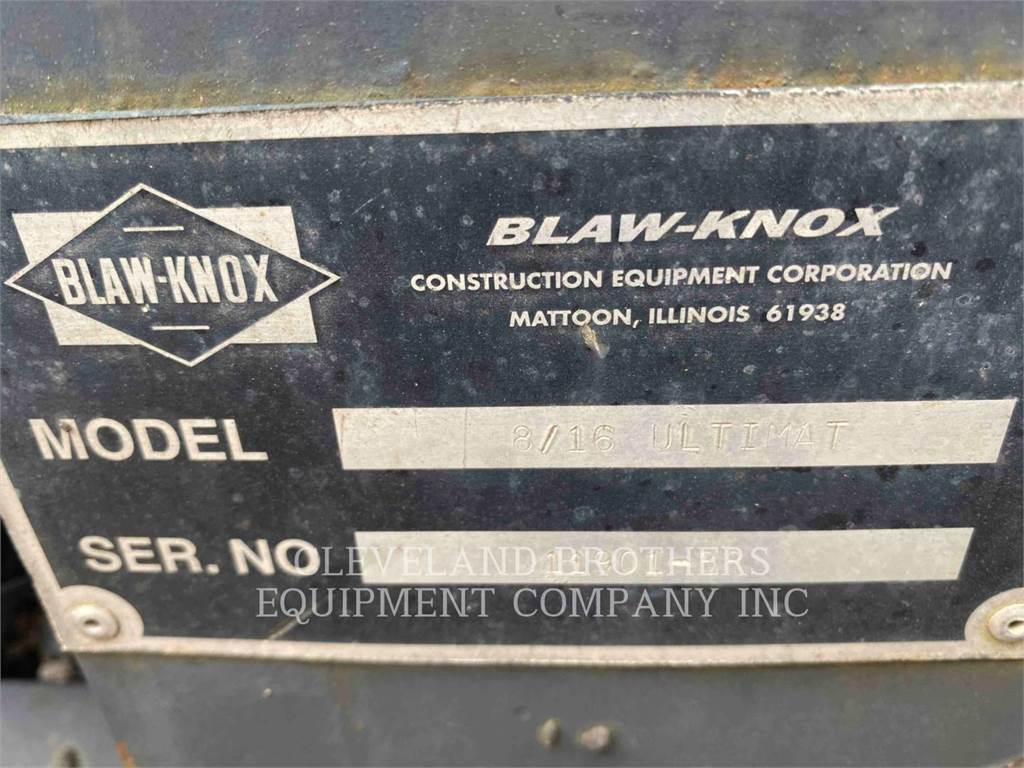 BLAW-KNOX
BLAW-KNOX
CONSTRUCTION EQUIPMENT CORPORATION
MATTOON, ILLINOIS 61938
MODEL 8/16 ULTIMAT
SER. NO
CLEVELAND BROTHERS
EQUIPMENT COMPANY INC